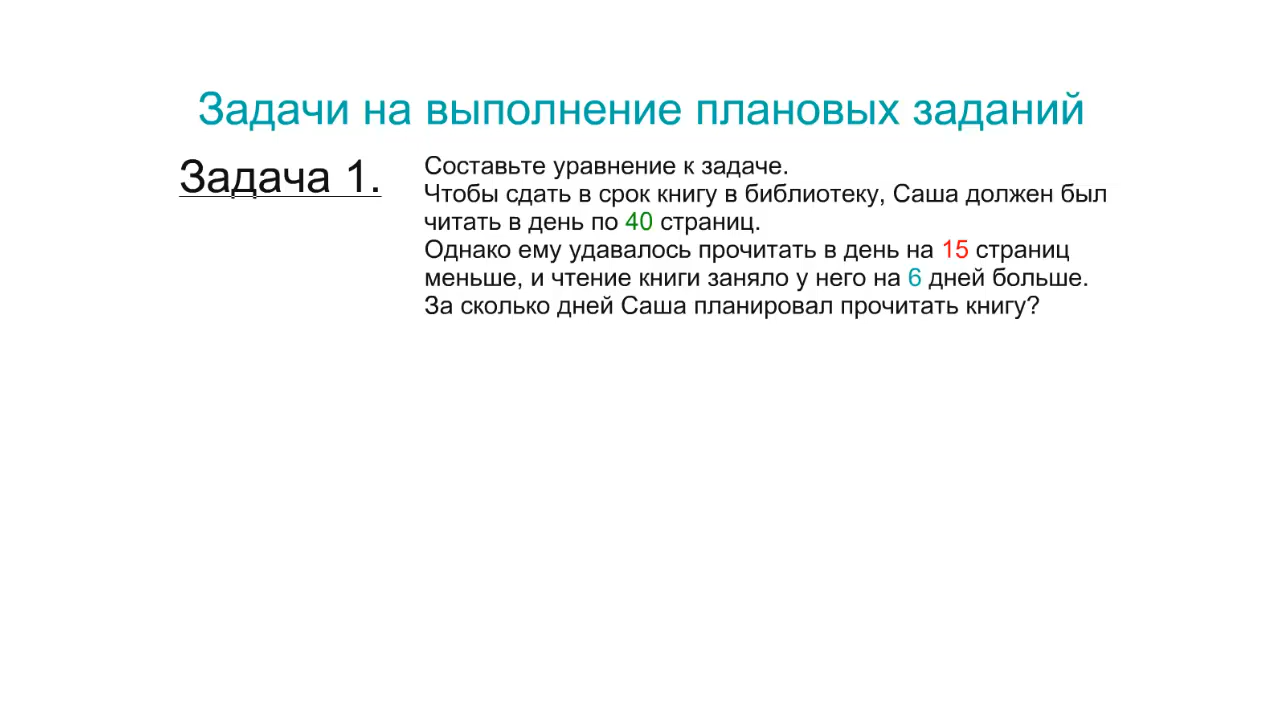 Задачи на выполнение плановых заданий
Задача 1.
Составьте уравнение к задаче.
Чтобы сдать в срок книгу в библиотеку, Саша должен был
читать в день по 40 страниц.
Однако ему удавалось прочитать в день на 15 страниц
меньше, и чтение книги заняло у него на 6 дней больше.
За сколько дней Саша планировал прочитать книгу?